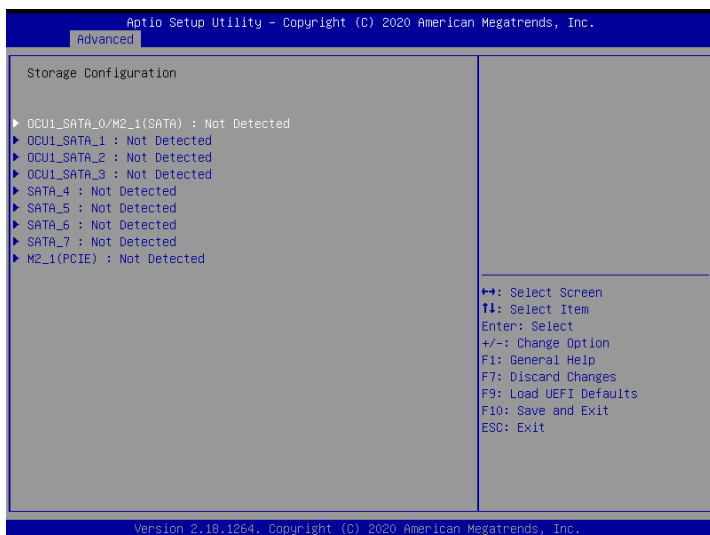 Aptio Setup Utility – Copyright (C) 2020 American Megatrends, Inc.
Advanced
Storage Configuration
OCU1_SATA_0/M2_1(SATA) : Not Detected
OCU1_SATA_1 : Not Detected
OCU1_SATA_2 : Not Detected
OCU1_SATA_3 : Not Detected
SATA_4 : Not Detected
SATA_5 : Not Detected
SATA_6 : Not Detected
SATA_7 : Not Detected
M2_1(PCIE) : Not Detected
↔: Select Screen
↑↓: Select Item
Enter: Select
+/-: Change Option
F1: General Help
F7: Discard Changes
F9: Load UEFI Defaults
F10: Save and Exit
ESC: Exit
Version 2.18.1264. Copyright (C) 2020 American Megatrends, Inc.